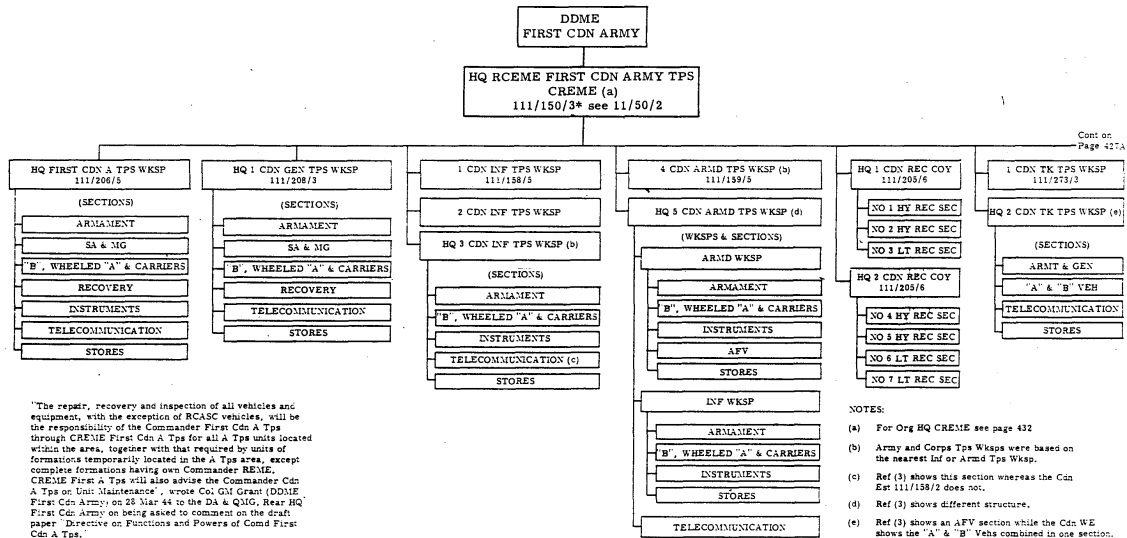 DDME
FIRST CDN ARMY
HQ RCEME FIRST CDN ARMY TPS
CREME (a)
111/150/3* see 11/50/2
Cont on
Page 427A
HQ FIRST CDN A TPS WKSP
111/206/5
(SECTIONS)
ARMAMENT
SA & MG
"B", WHEELED "A" & CARRIERS
RECOVERY
INSTRUMENTS
TELECOMMUNICATION
STORES
HQ 1 CDN GEN TPS WKSP
111/208/3
(SECTIONS)
ARMAMENT
SA & MG
"B", WHEELED "A" & CARRIERS
RECOVERY
TELECOMMUNICATION
STORES
1 CDN INF TPS WKSP
111/158/5
2 CDN INF TPS WKSP
HQ 3 CDN INF TPS WKSP (b)
(SECTIONS)
ARMAMENT
"B", WHEELED "A" & CARRIERS
INSTRUMENTS
TELECOMMUNICATION (c)
STORES
4 CDN ARMD TPS WKSP (b)
111/159/5
HQ 5 CDN ARMD TPS WKSP (d)
(WKSPS & SECTIONS)
ARMD WKSP
ARMAMENT
"B", WHEELED "A" & CARRIERS
INSTRUMENTS
AFV
STORES
INF WKSP
ARMAMENT
"B", WHEELED "A" & CARRIERS
INSTRUMENTS
STORES
TELECOMMUNICATION
HQ 1 CDN REC COY
111/205/6
NO 1 HY REC SEC
NO 2 HY REC SEC
NO 3 LT REC SEC
HQ 2 CDN REC COY
111/205/6
NO 4 HY REC SEC
NO 5 HY REC SEC
NO 6 LT REC SEC
NO 7 LT REC SEC
1 CDN TK TPS WKSP
111/273/3
HQ 2 CDN TK TPS WKSP (e)
(SECTIONS)
ARMT & GEN
"A" & "B" VEH
TELECOMMUNICATION
STORES
"The repair, recovery and inspection of all vehicles and
equipment, with the exception of RCASC vehicles, will be
the responsibility of the Commander First Cdn A Tps
through CREME First Cdn A Tps for all A Tps units located
within the area, together with that required by units of
formations temporarily located in the A Tps area, except
complete formations having own Commander REME.
CREME First A Tps will also advise the Commander Cdn
A Tps on Unit Maintenance", wrote Col GM Grant (DDME
First Cdn Army) on 28 Mar 44 to the DA & QMG, Rear HQ
First Cdn Army on being asked to comment on the draft
paper "Directive on Functions and Powers of Comd First
Cdn A Tps."
NOTES:
(a) For Org HQ CREME see page 432
(b) Army and Corps Tps Wksps were based on
the nearest Inf or Armd Tps Wksp.
(c) Ref (3) shows this section whereas the Cdn
Est 111/158/2 does not.
(d) Ref (3) shows different structure.
(e) Ref (3) shows an AFV section while the Cdn WE
shows the "A" & "B" Vehs combined in one section.